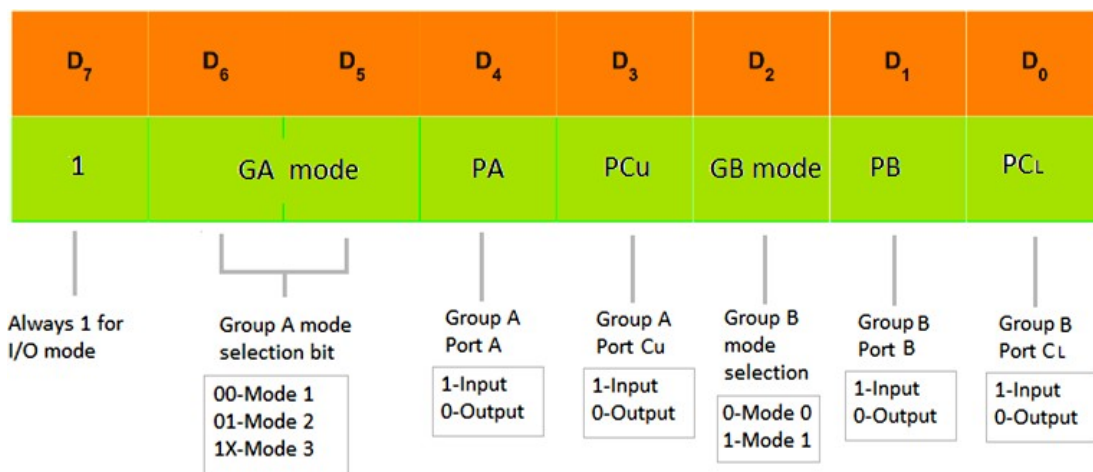 D7 D6 D5 D4 D3 D2 D1 D0
1 GA mode PA PCu GB mode PB PCL
Always 1 for
I/O mode
Group A mode
selection bit
00-Mode 1
01-Mode 2
1X-Mode 3
Group A
Port A
1-Input
0-Output
Group A
Port Cu
1-Input
0-Output
Group B
mode
selection
0-Mode 0
1-Mode 1
Group B
Port B
1-Input
0-Output
Group B
Port CL
1-Input
0-Output